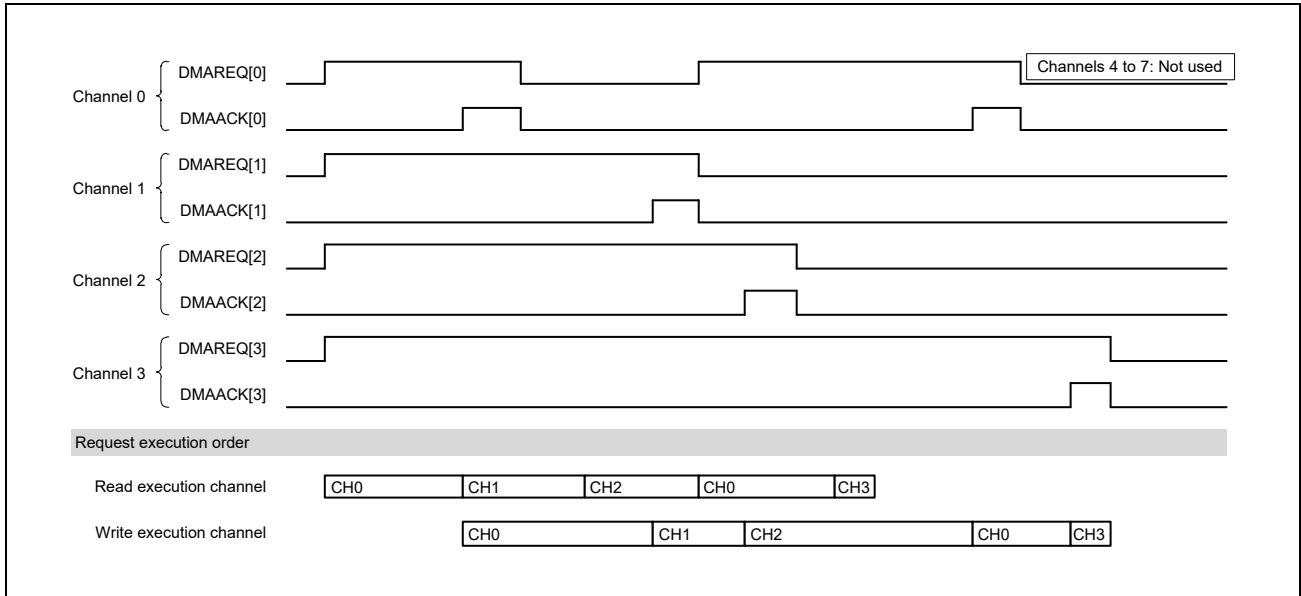 DMAREQ[0]
Channels 4 to 7: Not used
Channel 0
DMAACK[0]
DMAREQ[1]
Channel 1
DMAACK[1]
DMAREQ[2]
Channel 2
DMAACK[2]
DMAREQ[3]
Channel 3
DMAACK[3]
Request execution order
Read execution channel CH0 CH1 CH2 CH0 CH3
Write execution channel CH0 CH1 CH2 CH0 CH3